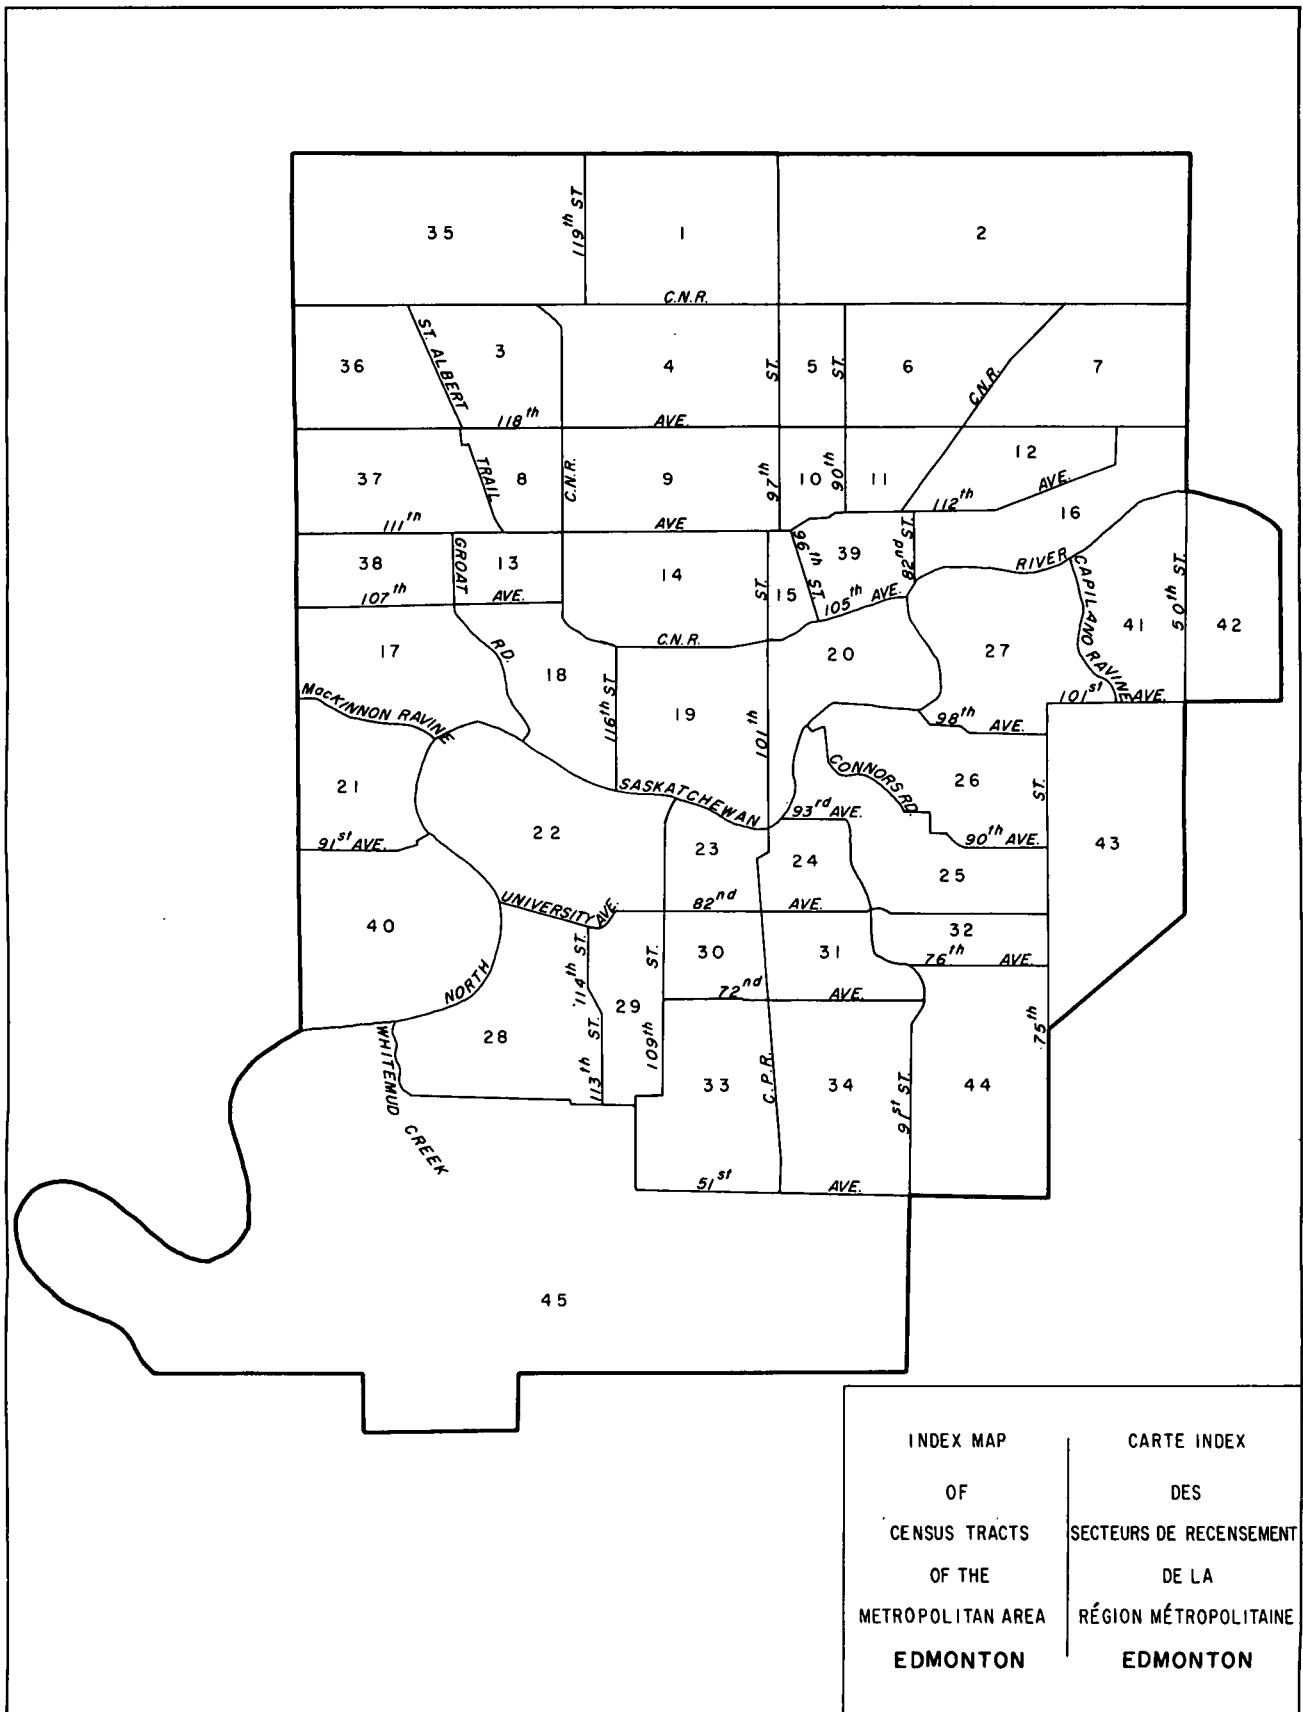 35
119th ST
1
2
C.N.R.
36
ST. ALBERT
3
4
ST.
5
ST.
6
C.N.R.
7
118th
AVE.
37
TRAIL
8
C.N.R.
9
97th
10
90th
11
12
112th
AVE.
111th
AVE
16
38
GROAT
13
14
ST.
15
96th ST.
39
82nd ST.
RIVER
CAPILANO RAVINE
41
50th ST.
42
107th
AVE.
105th AVE.
17
RD.
18
C.N.R.
20
27
MacKINNON RAVINE
116th ST
19
101th
101st
AVE.
98th
AVE.
21
SASKATCHEWAN
CONNORS RD.
26
ST.
91st AVE.
22
23
93rd AVE.
90th AVE.
43
24
25
UNIVERSITY AVE.
82nd
AVE.
40
32
NORTH
114th ST.
ST.
30
31
76th
AVE.
72nd
AVE.
29
28
WHITEMUD CREEK
113th ST.
109th
33
C.P.R.
34
91st ST.
44
75th
51st
AVE.
45
INDEX MAP
OF
CENSUS TRACTS
OF THE
METROPOLITAN AREA
EDMONTON
CARTE INDEX
DES
SECTEURS DE RECENSEMENT
DE LA
RÉGION MÉTROPOLITAINE
EDMONTON